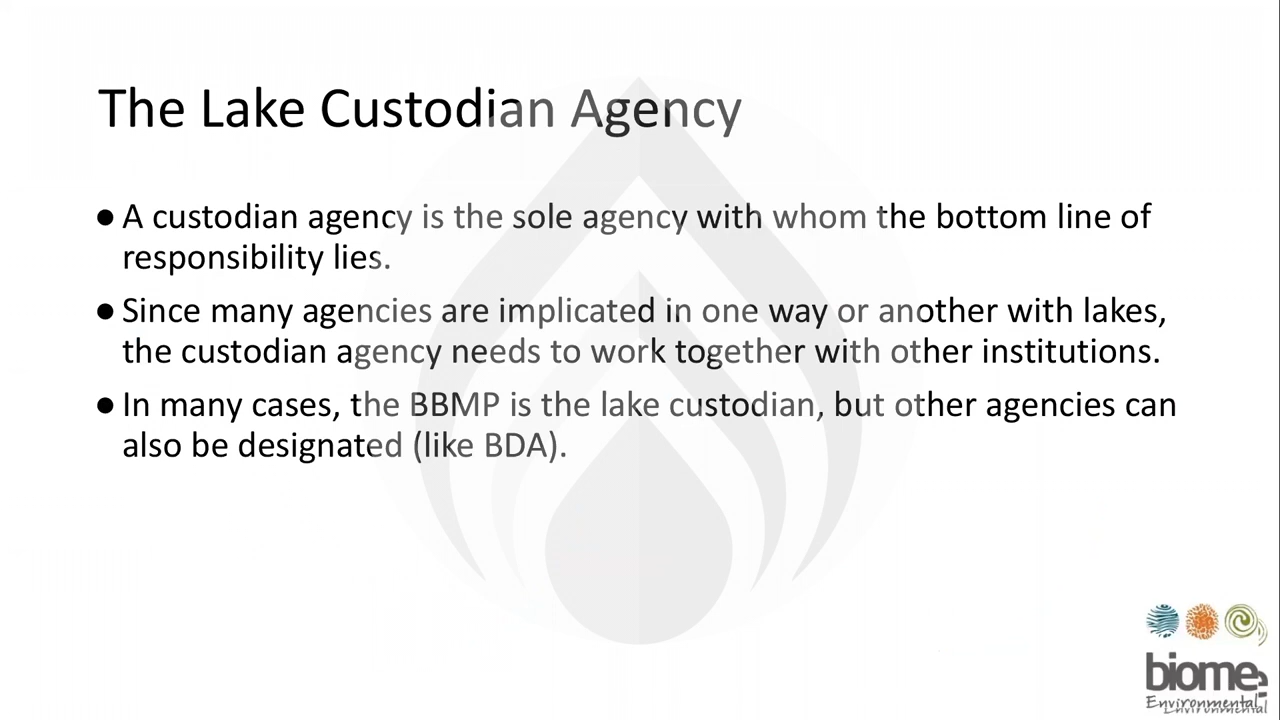 The Lake Custodian Agency
● A custodian agency is the sole agency with whom the bottom line of
responsibility lies.
● Since many agencies are implicated in one way or another with lakes,
the custodian agency needs to work together with other institutions.
● In many cases, the BBMP is the lake custodian, but other agencies can
also be designated (like BDA).
biome
Environmental